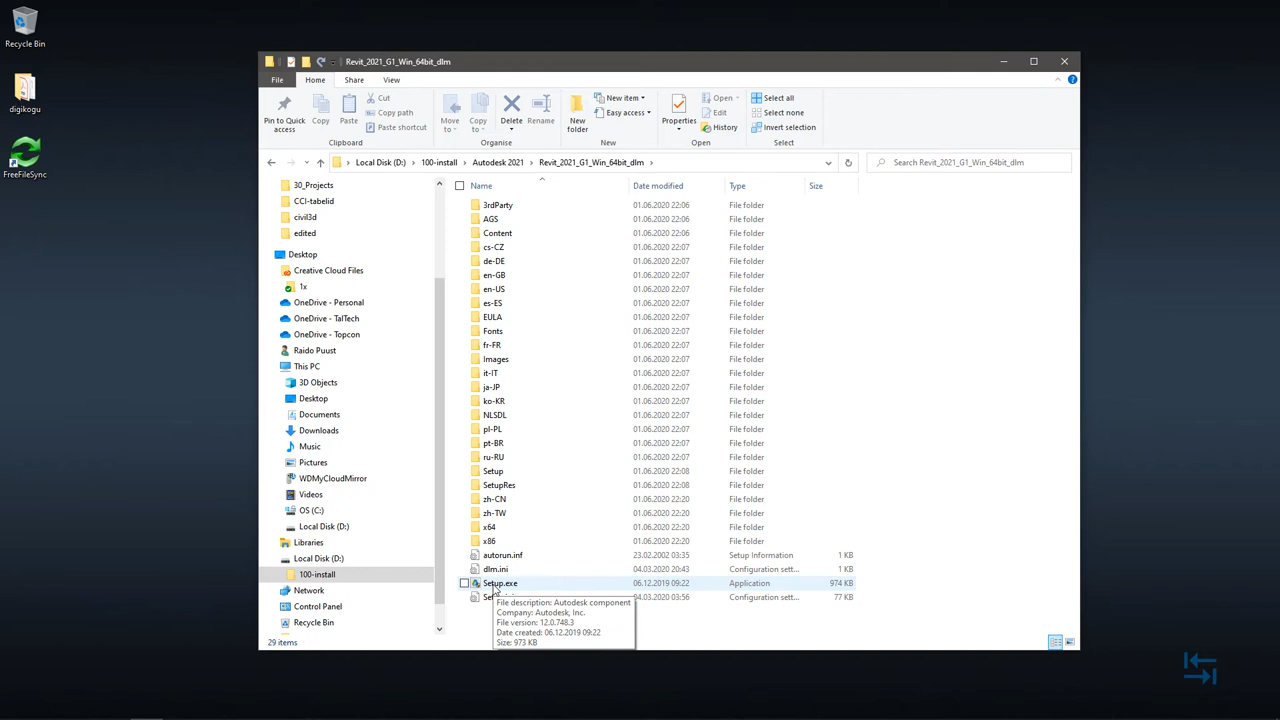 Recycle Bin
digikogu
FreeFileSync
Revit_2021_G1_Win_64bit_dlm
File Home Share View
Pin to Quick access
Copy
Paste
Cut
Copy path
Paste shortcut
Clipboard
Move to
Copy to
Delete
Rename
Organise
New folder
New item
Easy access
New
Properties
Open
Edit
History
Open
Select all
Select none
Invert selection
Select
Local Disk (D:) 100-install Autodesk 2021 Revit_2021_G1_Win_64bit_dlm
Search Revit_2021_G1_Win_64bit_dlm
30_Projects
CCI-tabelid
civil3d
edited
Desktop
Creative Cloud Files
1x
OneDrive - Personal
OneDrive - TalTech
OneDrive - Topcon
Raido Puust
This PC
3D Objects
Desktop
Documents
Downloads
Music
Pictures
WDMyCloudMirror
Videos
OS (C:)
Local Disk (D:)
Libraries
Local Disk (D:)
100-install
Network
Control Panel
Recycle Bin
Name Date modified Type Size
3rdParty 01.06.2020 22:06 File folder
AGS 01.06.2020 22:06 File folder
Content 01.06.2020 22:06 File folder
cs-CZ 01.06.2020 22:07 File folder
de-DE 01.06.2020 22:07 File folder
en-GB 01.06.2020 22:07 File folder
en-US 01.06.2020 22:07 File folder
es-ES 01.06.2020 22:07 File folder
EULA 01.06.2020 22:07 File folder
Fonts 01.06.2020 22:07 File folder
fr-FR 01.06.2020 22:07 File folder
Images 01.06.2020 22:07 File folder
it-IT 01.06.2020 22:07 File folder
ja-JP 01.06.2020 22:07 File folder
ko-KR 01.06.2020 22:07 File folder
NLSDL 01.06.2020 22:07 File folder
pl-PL 01.06.2020 22:07 File folder
pt-BR 01.06.2020 22:07 File folder
ru-RU 01.06.2020 22:07 File folder
Setup 01.06.2020 22:08 File folder
SetupRes 01.06.2020 22:08 File folder
zh-CN 01.06.2020 22:20 File folder
zh-TW 01.06.2020 22:20 File folder
x64 01.06.2020 22:20 File folder
x86 01.06.2020 22:20 File folder
autorun.inf 23.02.2002 03:35 Setup Information 1 KB
dlm.ini 04.03.2020 20:43 Configuration sett... 1 KB
Setup.exe 06.12.2019 09:22 Application 974 KB
04.03.2020 03:56 Configuration sett... 77 KB
File description: Autodesk component
Company: Autodesk, Inc.
File version: 12.0.748.3
Date created: 06.12.2019 09:22
Size: 973 KB
29 items